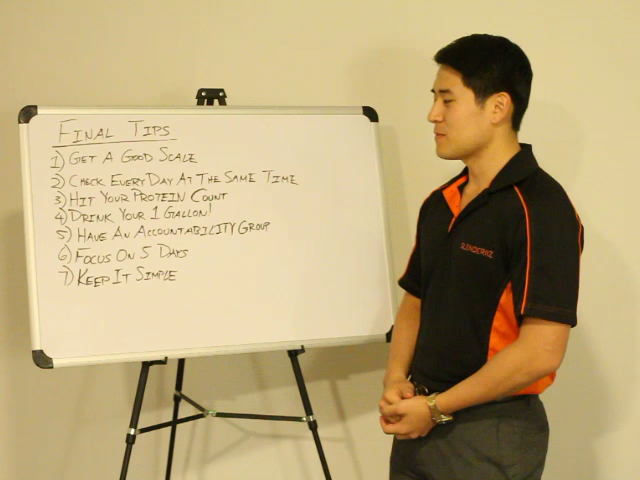 FINAL TIPS
1) GET A GOOD SCALE
2) CHECK EVERY DAY AT THE SAME TIME
3) HIT YOUR PROTEIN COUNT
4) DRINK YOUR 1 GALLON!
5) HAVE AN ACCOUNTABILITY GROUP
6) FOCUS ON 5 DAYS
7) KEEP IT SIMPLE